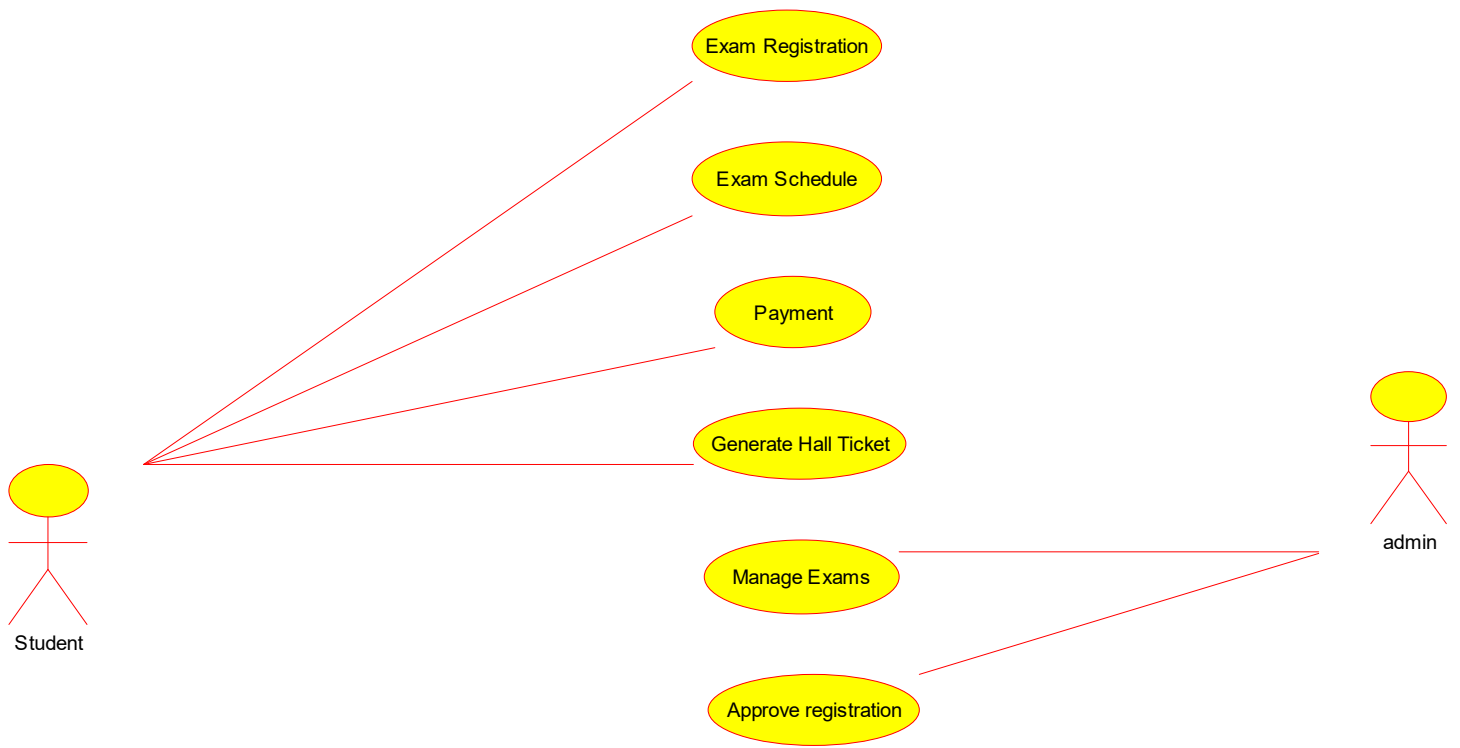 Exam Registration
Exam Schedule
Payment
Generate Hall Ticket
Manage Exams
Approve registration
Student
admin